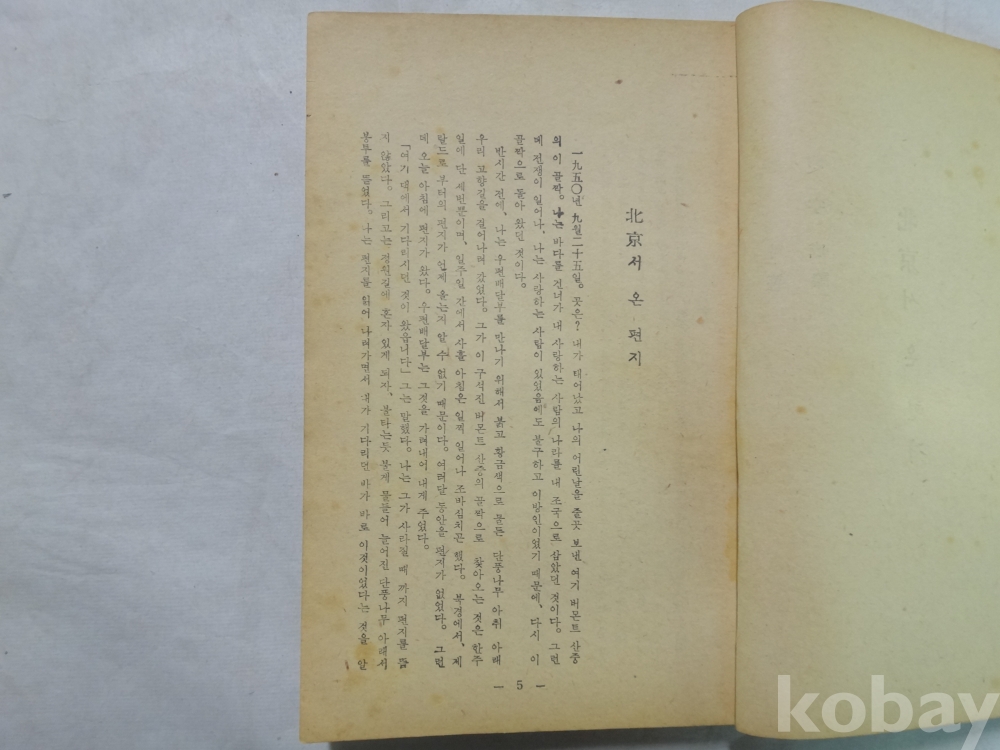 北京서 온 편지
一九五〇년 九월二十五일。곳은? 내가 태어났고 나의 어린날을 줄곳 보낸 여기 버몬트 산중
의 이 골짝。나는 바다를 건너가 내 사랑하는 사람의 나라를 내 조국으로 삼았던 것이다。그런
데 전쟁이 일어나、나는 사랑하는 사람이 있었음에도 불구하고 이방인이었기 때문에、다시 이
골짝으로 돌아 왔던 것이다。
반시간 전에、나는 우편배달부를 만나기 위해서 붉고 황금색으로 물든 단풍나무 아취 아래
우리 고향길을 걸어나려 갔었다。그가 이 구석진 버몬트 산중의 골짝으로 찾아오는 것은 한주
일에 단 세번뿐이며、일주일 간에서 사흘 아침은 일찍 일어나 조바심치곤 했다。북경에서、제
랄드로 부터의 편지가 언제 올는지 알 수 없기 때문이다。여러달 동안을 편지가 없었다。그런
데 오늘 아침에 편지가 왔다。우편배달부는 그것을 가려내어 내게 주었다。
「여기 댁에서 기다리시던 것이 왔읍니다」그는 말했다。나는 그가 사라질 때 까지 편지를 뜯
지 않았다。그리고는 정원길에 혼자 있게 되자、불타는듯 붉게 물들어 늘어진 단풍나무 아래서
봉투를 뜯었다。나는 편지를 읽어 나려가면서 내가 기다리던 바가 바로 이것이었다는 것을 알
— 5 —
kobay